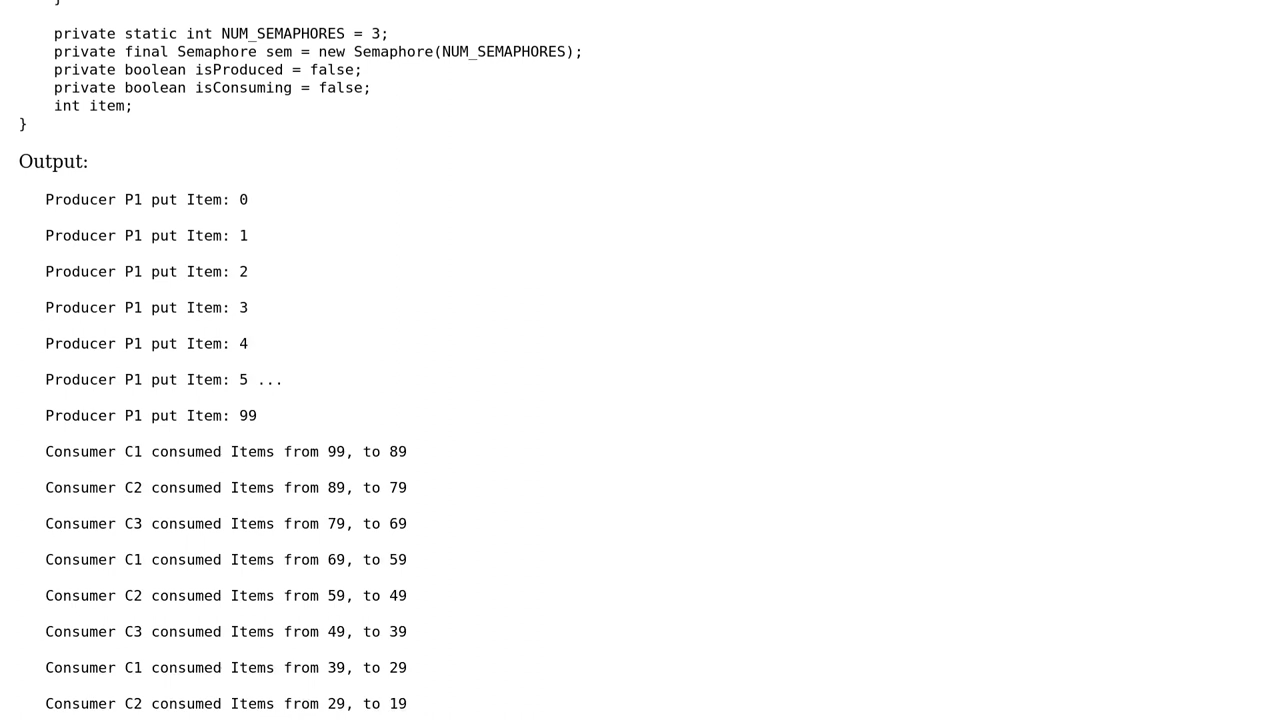 }
private static int NUM_SEMAPHORES = 3;
private final Semaphore sem = new Semaphore(NUM_SEMAPHORES);
private boolean isProduced = false;
private boolean isConsuming = false;
int item;
}
Output:
Producer P1 put Item: 0
Producer P1 put Item: 1
Producer P1 put Item: 2
Producer P1 put Item: 3
Producer P1 put Item: 4
Producer P1 put Item: 5 ...
Producer P1 put Item: 99
Consumer C1 consumed Items from 99, to 89
Consumer C2 consumed Items from 89, to 79
Consumer C3 consumed Items from 79, to 69
Consumer C1 consumed Items from 69, to 59
Consumer C2 consumed Items from 59, to 49
Consumer C3 consumed Items from 49, to 39
Consumer C1 consumed Items from 39, to 29
Consumer C2 consumed Items from 29, to 19